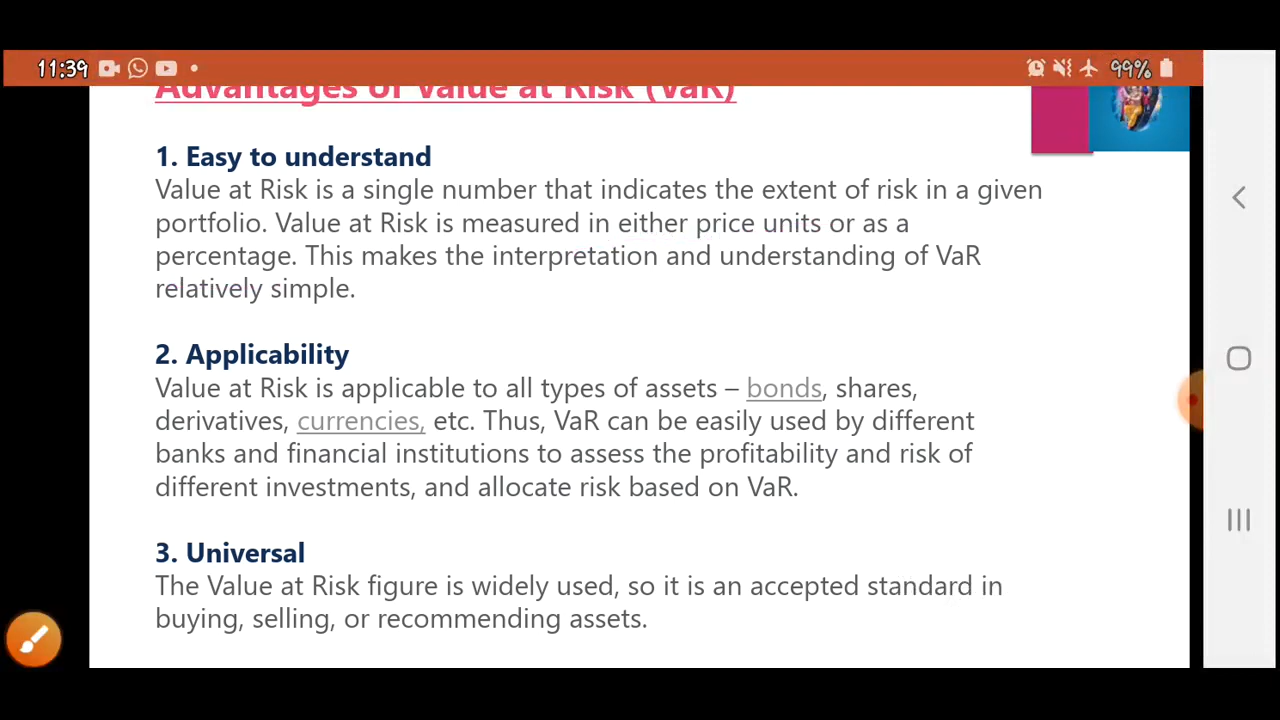 11:39 99%
Advantages of Value at Risk (VaR)
1. Easy to understand
Value at Risk is a single number that indicates the extent of risk in a given
portfolio. Value at Risk is measured in either price units or as a
percentage. This makes the interpretation and understanding of VaR
relatively simple.
2. Applicability
Value at Risk is applicable to all types of assets – bonds, shares,
derivatives, currencies, etc. Thus, VaR can be easily used by different
banks and financial institutions to assess the profitability and risk of
different investments, and allocate risk based on VaR.
3. Universal
The Value at Risk figure is widely used, so it is an accepted standard in
buying, selling, or recommending assets.